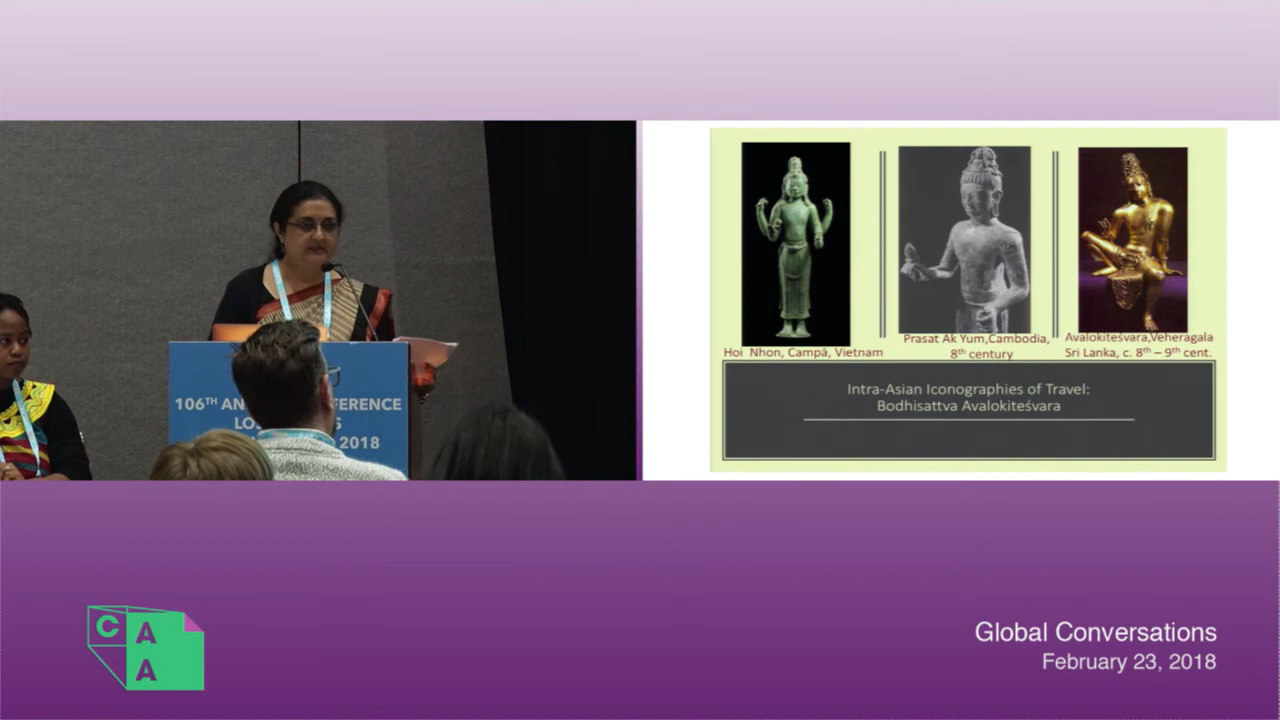 106TH AN FERENCE
LO S
2018
Hoi Nhon, Campā, Vietnam
Prasat Ak Yum,Cambodia,
8th century
Avalokiteśvara,Veheragala
Sri Lanka, c. 8th – 9th cent.
Intra-Asian Iconographies of Travel:
Bodhisattva Avalokiteśvara
C
A
A
Global Conversations
February 23, 2018